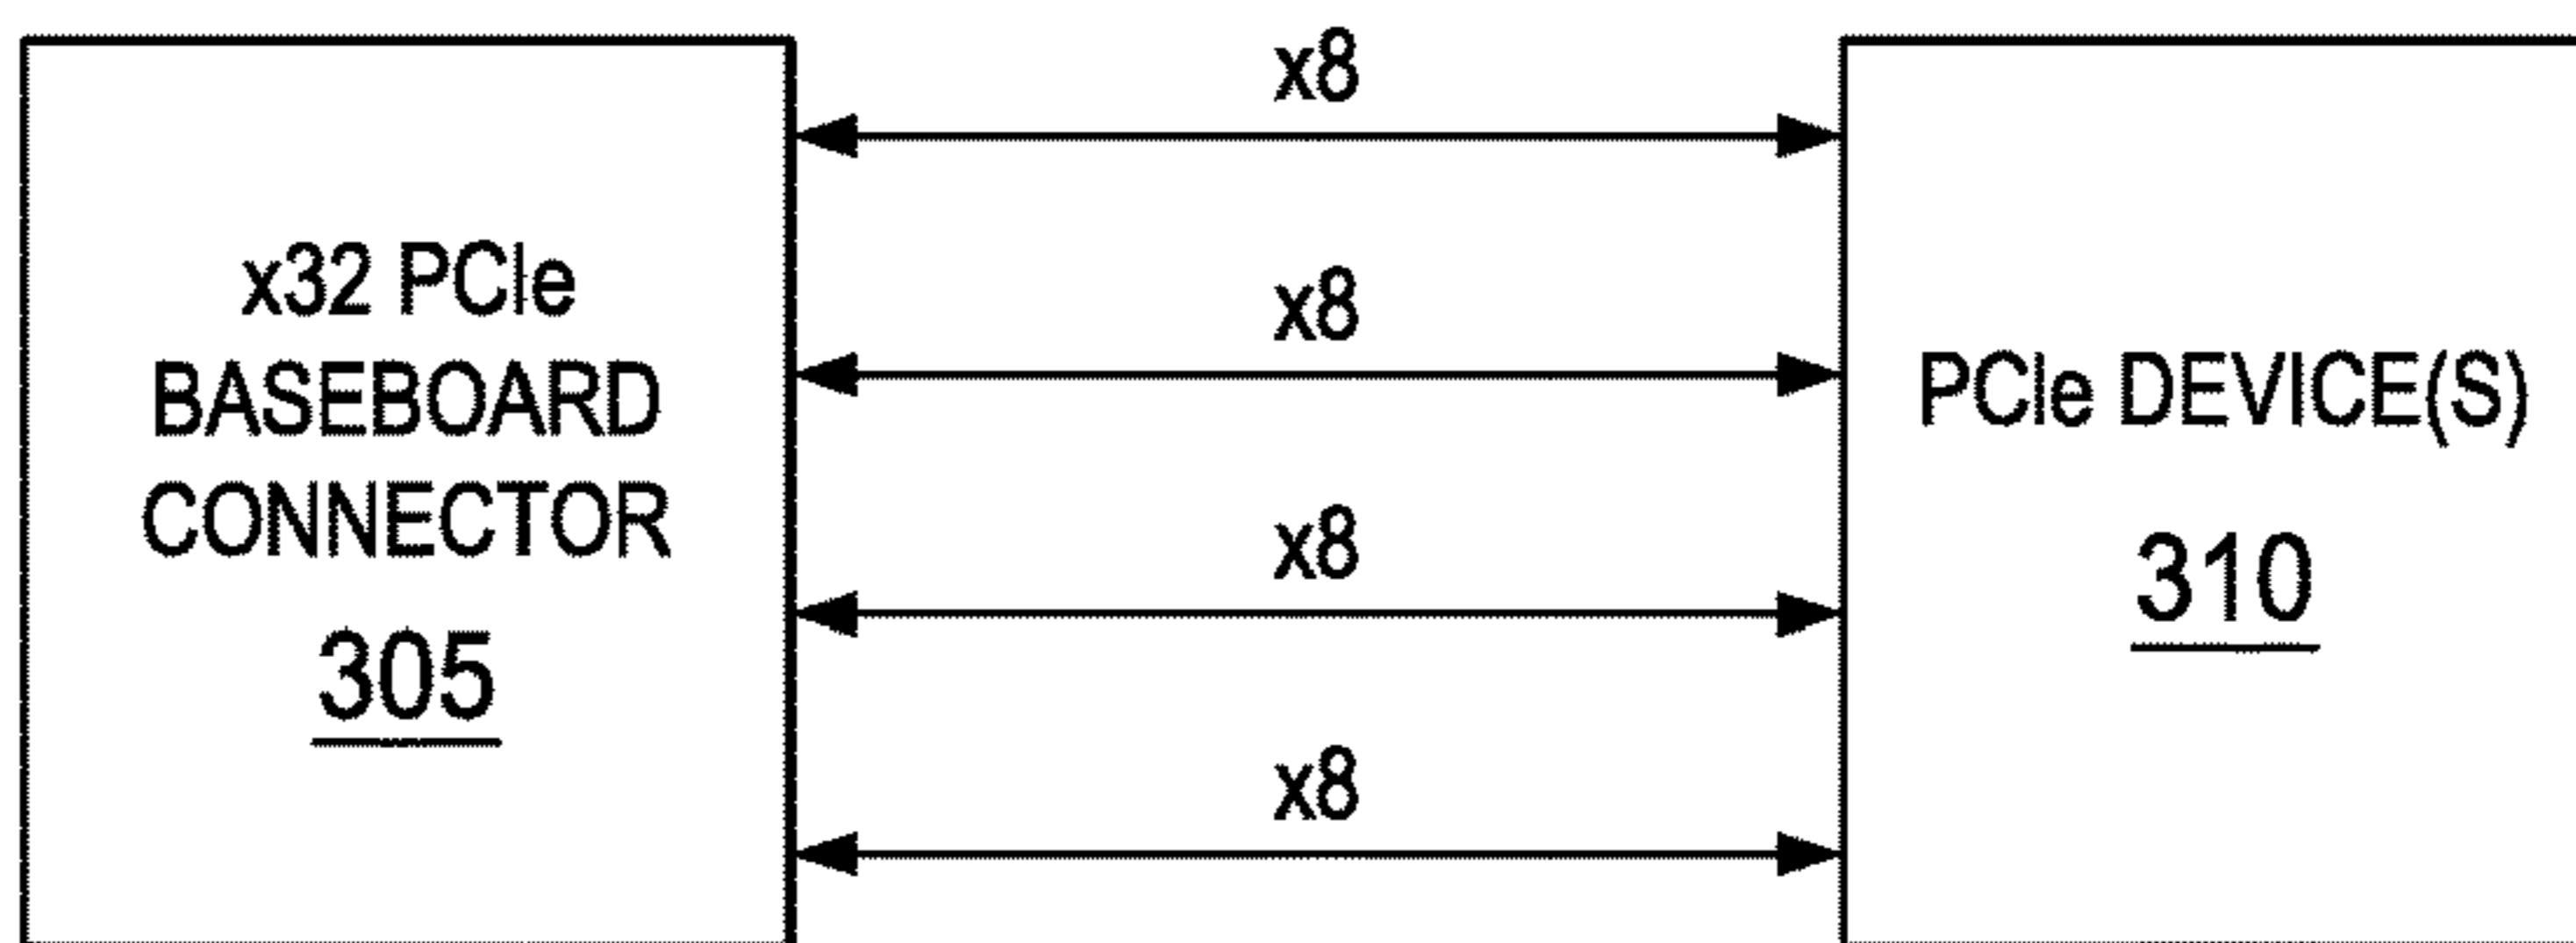 x32 PCIe
BASEBOARD
CONNECTOR
305
x8
x8
x8
x8
PCIe DEVICE(S)
310